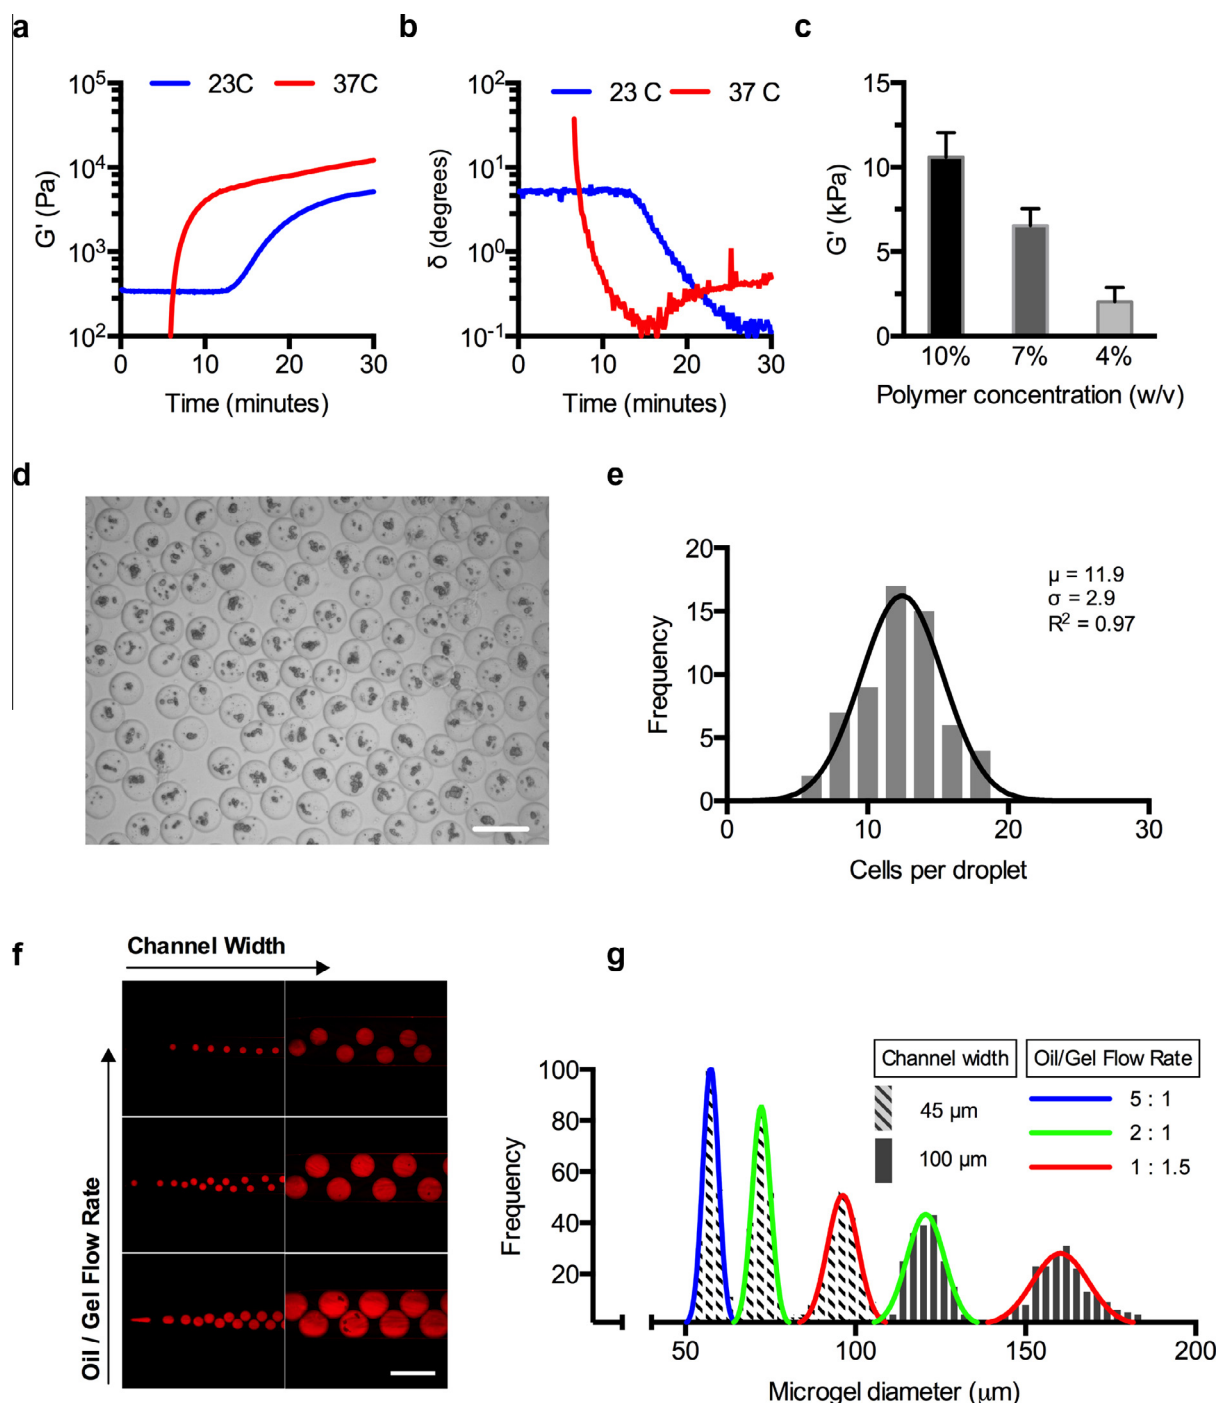 a
23C 37C
10⁵
10⁴
10³
10²
G' (Pa)
0 10 20 30
Time (minutes)
b
23 C 37 C
10²
10¹
10⁰
10⁻¹
δ (degrees)
0 10 20 30
Time (minutes)
c
15
10
5
0
G' (kPa)
10% 7% 4%
Polymer concentration (w/v)
d
e
20
15
10
5
0
Frequency
μ = 11.9
σ = 2.9
R² = 0.97
0 10 20 30
Cells per droplet
f
Channel Width
Oil / Gel Flow Rate
g
Channel width Oil/Gel Flow Rate
45 μm
100 μm
5 : 1
2 : 1
1 : 1.5
100
80
60
40
20
Frequency
50 100 150 200
Microgel diameter (μm)